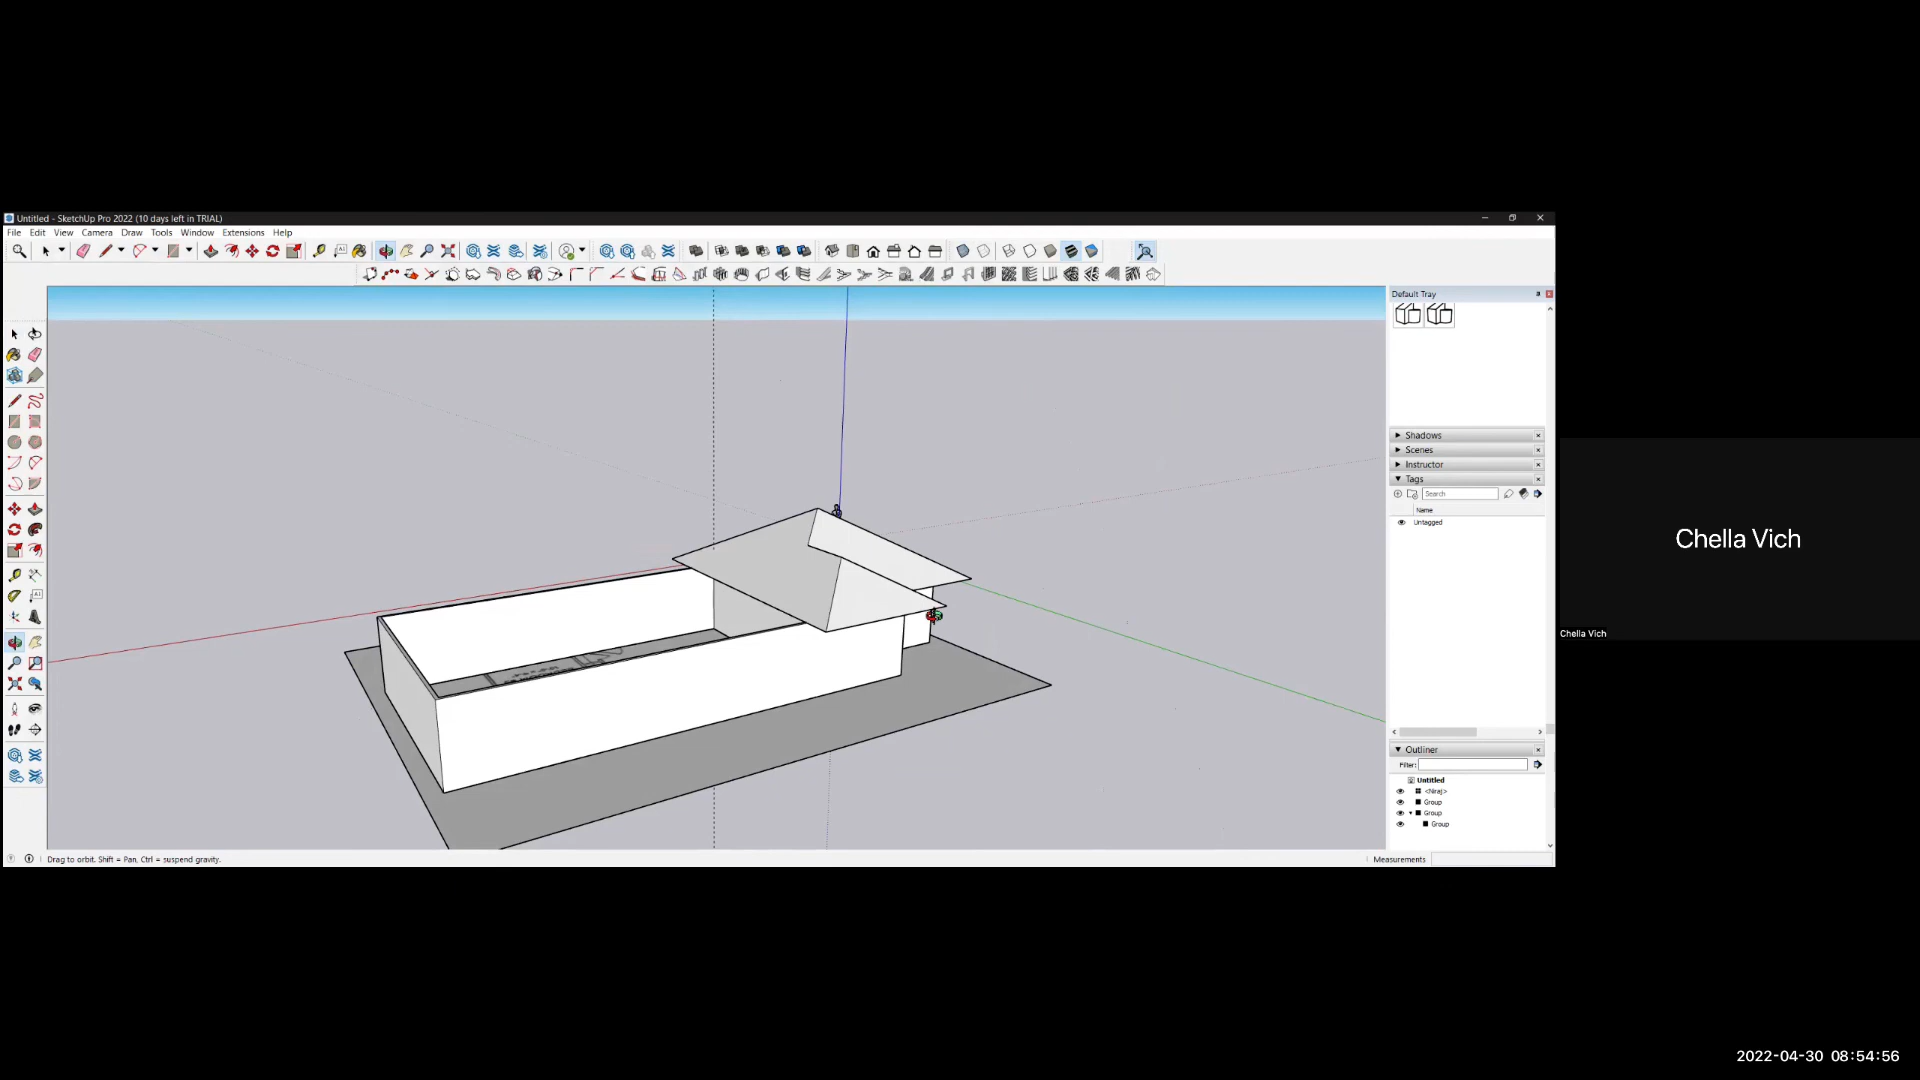 Untitled - SketchUp Pro 2022 (10 days left in TRIAL)
File Edit View Camera Draw Tools Window Extensions Help
Default Tray
Shadows
Scenes
Instructor
Tags
Search
Name
Untagged
Outliner
Filter:
Untitled
<Niraj>
Group
Group
Group
Drag to orbit. Shift = Pan, Ctrl = suspend gravity.
Measurements
Chella Vich
Chella Vich
2022-04-30 08:54:56